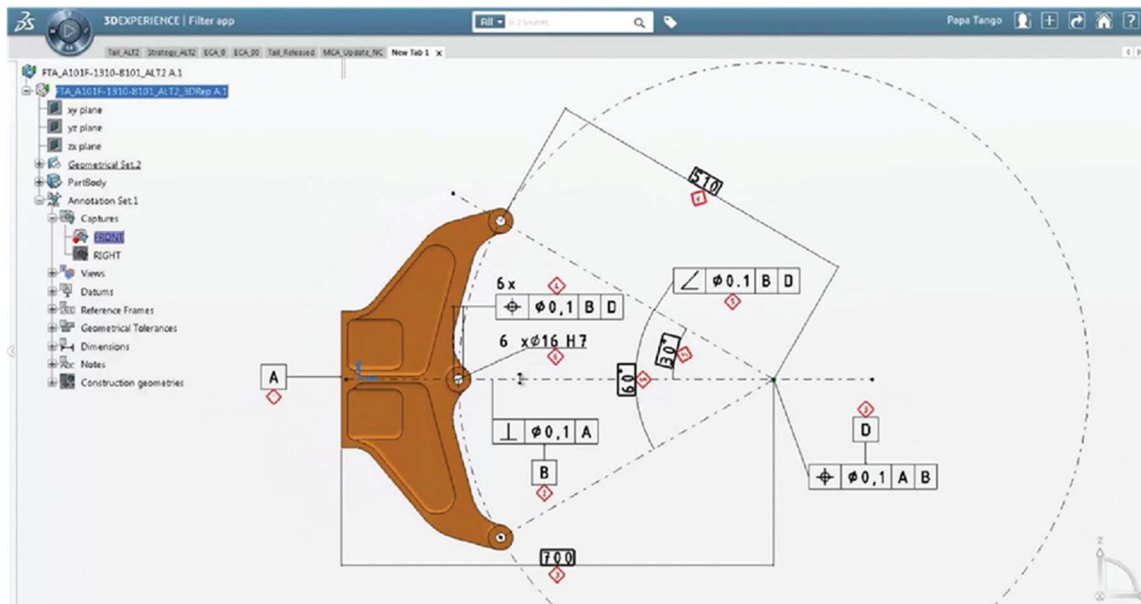 3DEXPERIENCE | Filter app
All
Papa Tango
Tail_ALT2 Strategy_ALT2 ECA_0 ECA_00 Tail_Released MCA_Update_NC New Tab 1 x
FTA_A101F-1310-8101_ALT2 A.1
FTA_A101F-1310-8101_ALT2_3DRep A.1
xy plane
yz plane
zx plane
Geometrical Set.2
PartBody
Annotation Set.1
Captures
FRONT
RIGHT
Views
Datums
Reference Frames
Geometrical Tolerances
Dimensions
Notes
Construction geometries
510
6 x
⌖ ⌀0,1 B D
∠ ⌀0.1 B D
6 x⌀16 H7
30°
60°
A
⊥ ⌀0,1 A
B
D
⌖ ⌀0,1 A B
700
Z